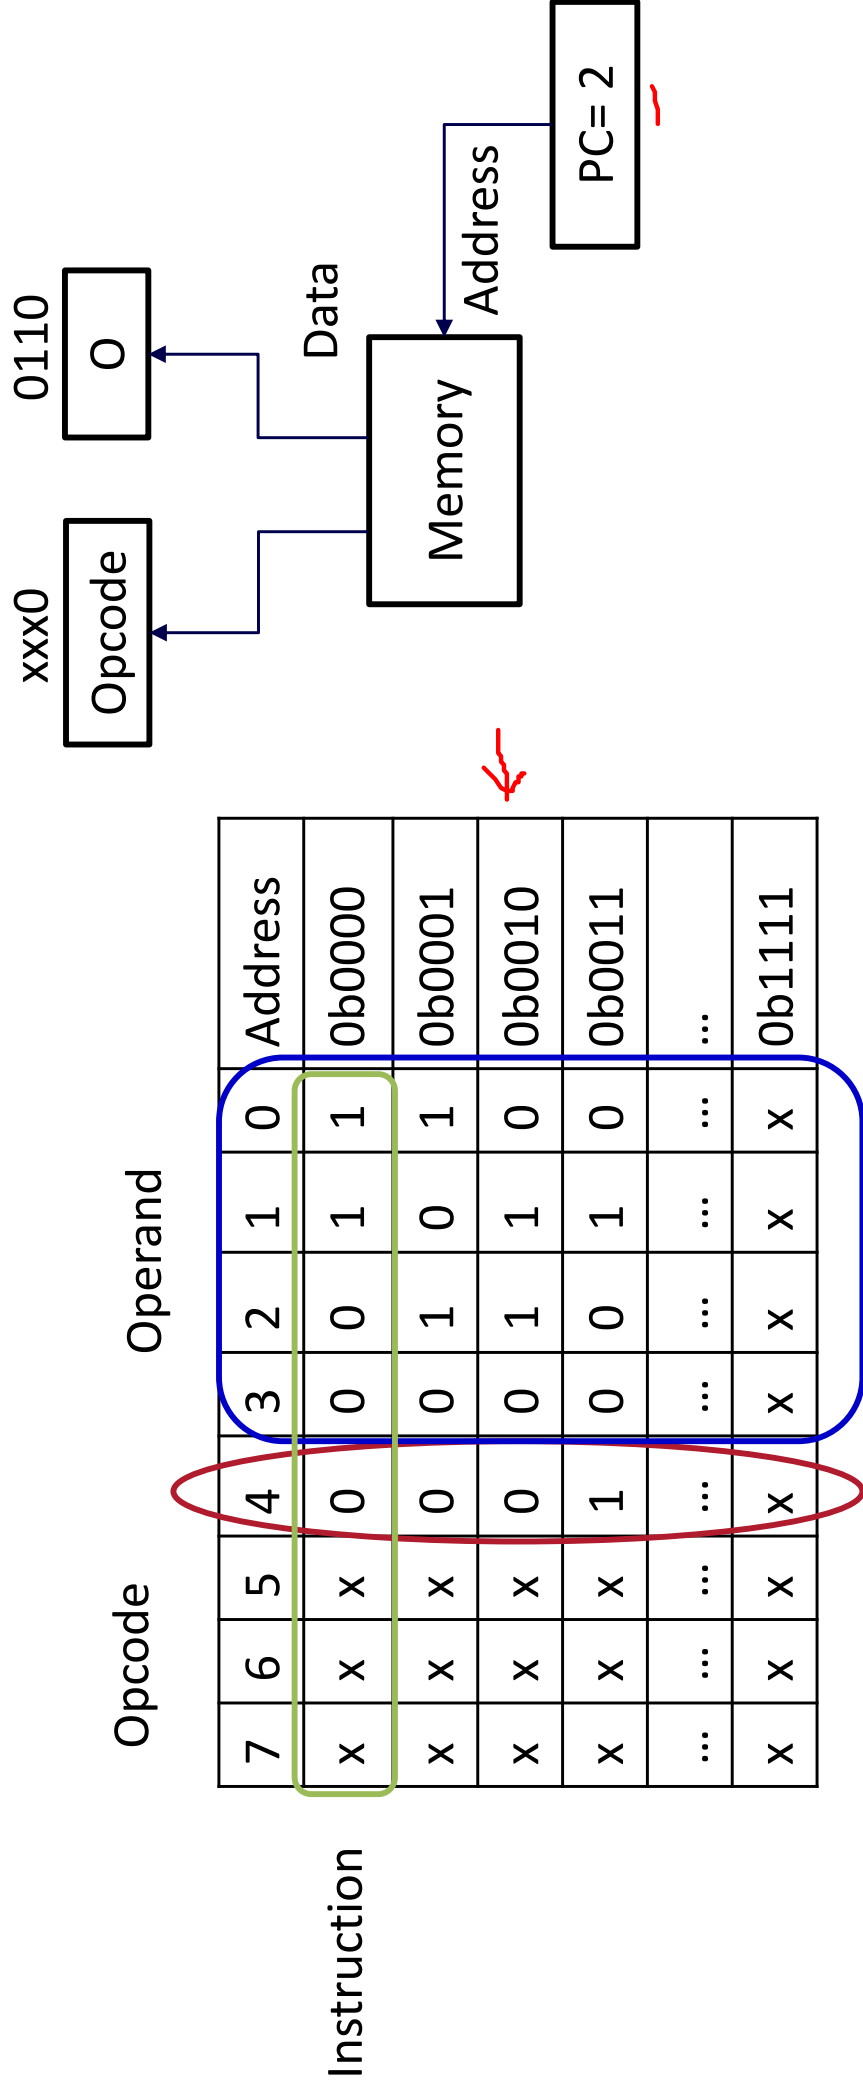 Opcode Operand
7 6 5 4 3 2 1 0 Address
Instruction x x x 0 0 0 1 1 0b0000
x x x 0 0 1 0 1 0b0001
x x x 0 0 1 1 0 0b0010
x x x 1 0 0 1 0 0b0011
... ... ... ... ... ... ... ... ...
x x x x x x x x 0b1111
xxx0 0110
Opcode O
Data
Memory
Address
PC= 2